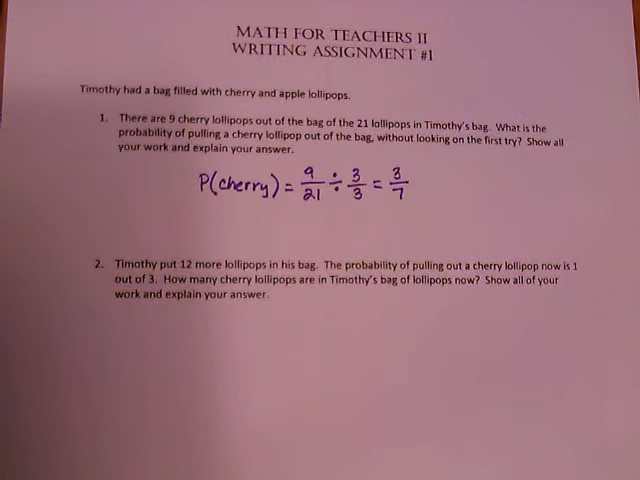 MATH FOR TEACHERS II
WRITING ASSIGNMENT #1
Timothy had a bag filled with cherry and apple lollipops.
1. There are 9 cherry lollipops out of the bag of the 21 lollipops in Timothy's bag. What is the
probability of pulling a cherry lollipop out of the bag, without looking on the first try? Show all
your work and explain your answer.
P(cherry) = 9/21 ÷ 3/3 = 3/7
2. Timothy put 12 more lollipops in his bag. The probability of pulling out a cherry lollipop now is 1
out of 3. How many cherry lollipops are in Timothy's bag of lollipops now? Show all of your
work and explain your answer.